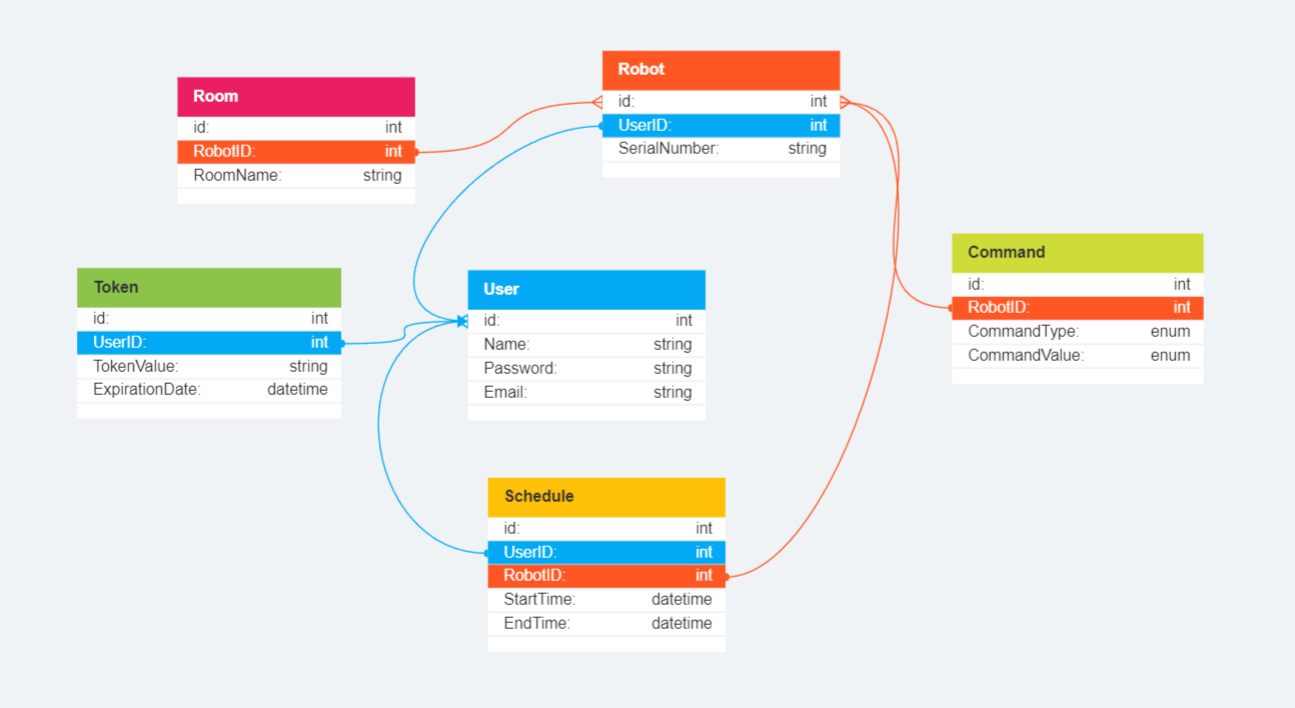 Room
id: int
RobotID: int
RoomName: string
Robot
id: int
UserID: int
SerialNumber: string
Token
id: int
UserID: int
TokenValue: string
ExpirationDate: datetime
User
id: int
Name: string
Password: string
Email: string
Command
id: int
RobotID: int
CommandType: enum
CommandValue: enum
Schedule
id: int
UserID: int
RobotID: int
StartTime: datetime
EndTime: datetime